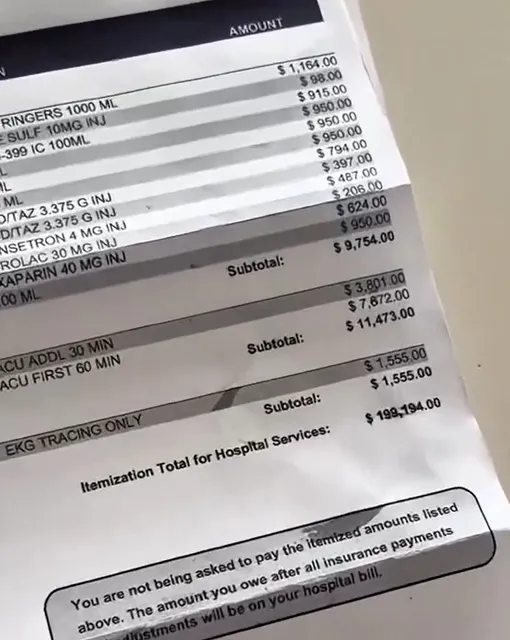 N AMOUNT
RINGERS 1000 ML $ 1,164.00
E SULF 10MG INJ $ 98.00
-399 IC 100ML $ 915.00
L $ 950.00
ML $ 950.00
ML $ 950.00
D/TAZ 3.375 G INJ $ 794.00
D/TAZ 3.375 G INJ $ 397.00
NSETRON 4 MG INJ $ 487.00
ROLAC 30 MG INJ $ 206.00
XAPARIN 40 MG INJ $ 624.00
00 ML $ 950.00
Subtotal: $ 9,754.00
ACU ADDL 30 MIN $ 3,801.00
ACU FIRST 60 MIN $ 7,672.00
Subtotal: $ 11,473.00
EKG TRACING ONLY $ 1,555.00
Subtotal: $ 1,555.00
Itemization Total for Hospital Services: $ 199,194.00
You are not being asked to pay the itemized amounts listed
above. The amount you owe after all insurance payments
djustments will be on your hospital bill.